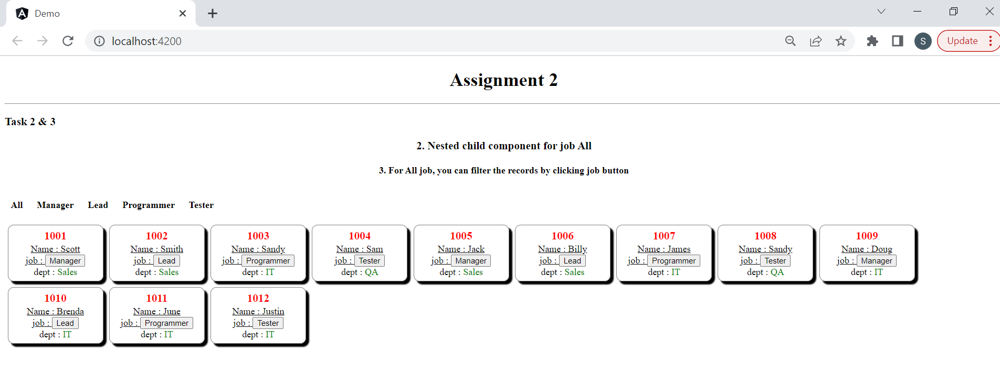 Demo
localhost:4200
S
Update
Assignment 2
Task 2 & 3
2. Nested child component for job All
3. For All job, you can filter the records by clicking job button
All Manager Lead Programmer Tester
1001 1002 1003 1004 1005 1006 1007 1008 1009
Name : Scott Name : Smith Name : Sandy Name : Sam Name : Jack Name : Billy Name : James Name : Sandy Name : Doug
job : Manager job : Lead job : Programmer job : Tester job : Manager job : Lead job : Programmer job : Tester job : Manager
dept : Sales dept : Sales dept : IT dept : QA dept : Sales dept : Sales dept : IT dept : QA dept : IT
1010 1011 1012
Name : Brenda Name : June Name : Justin
job : Lead job : Programmer job : Tester
dept : IT dept : IT dept : IT